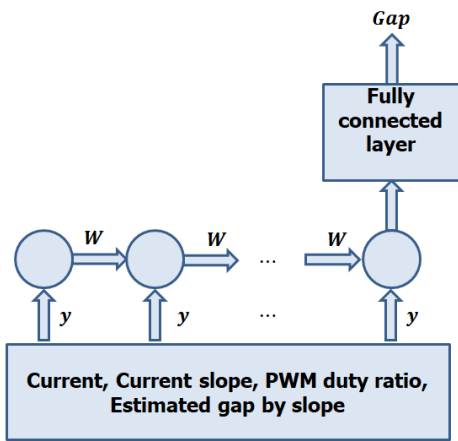 Gap
Fully
connected
layer
W
W
... 
W
y
y
...
y
Current, Current slope, PWM duty ratio,
Estimated gap by slope